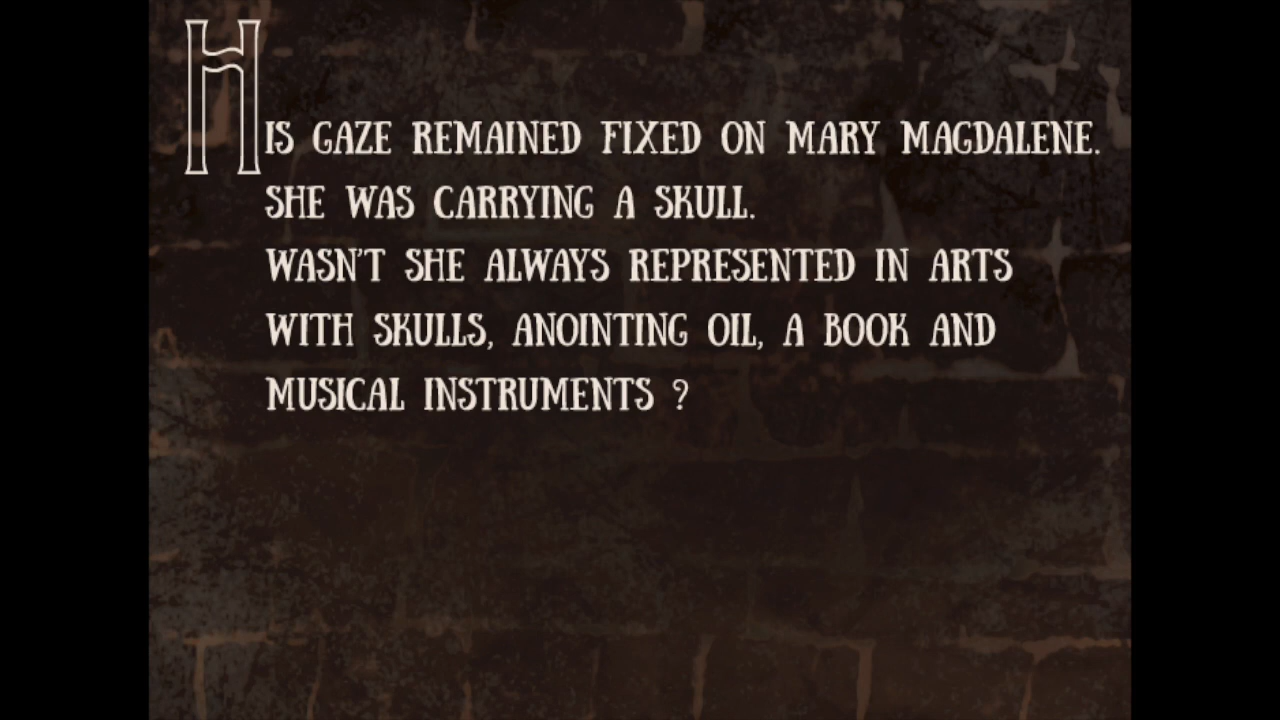 HIS GAZE REMAINED FIXED ON MARY MAGDALENE.
SHE WAS CARRYING A SKULL.
WASN'T SHE ALWAYS REPRESENTED IN ARTS
WITH SKULLS, ANOINTING OIL, A BOOK AND
MUSICAL INSTRUMENTS ?